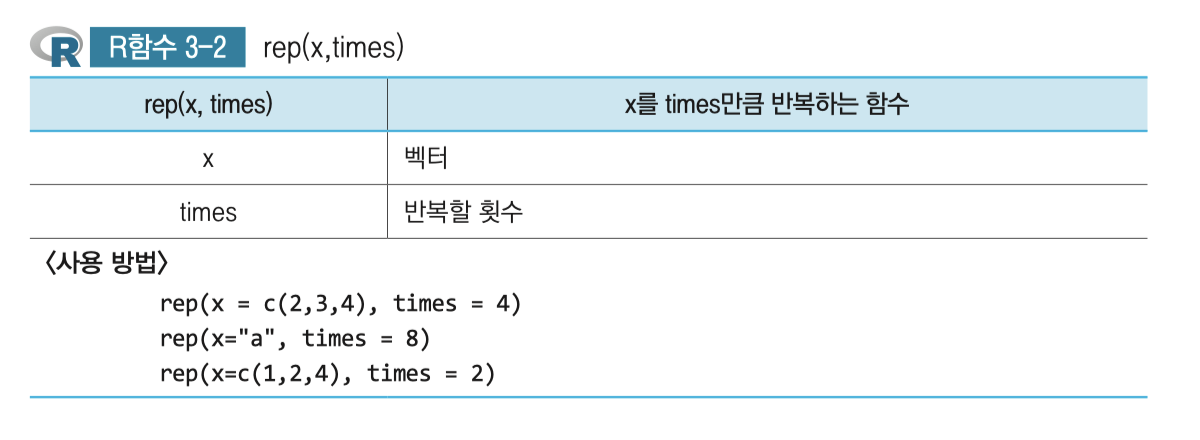 R R함수 3-2 rep(x,times)
rep(x, times) x를 times만큼 반복하는 함수
x 벡터
times 반복할 횟수
〈사용 방법〉
rep(x = c(2,3,4), times = 4)
rep(x="a", times = 8)
rep(x=c(1,2,4), times = 2)